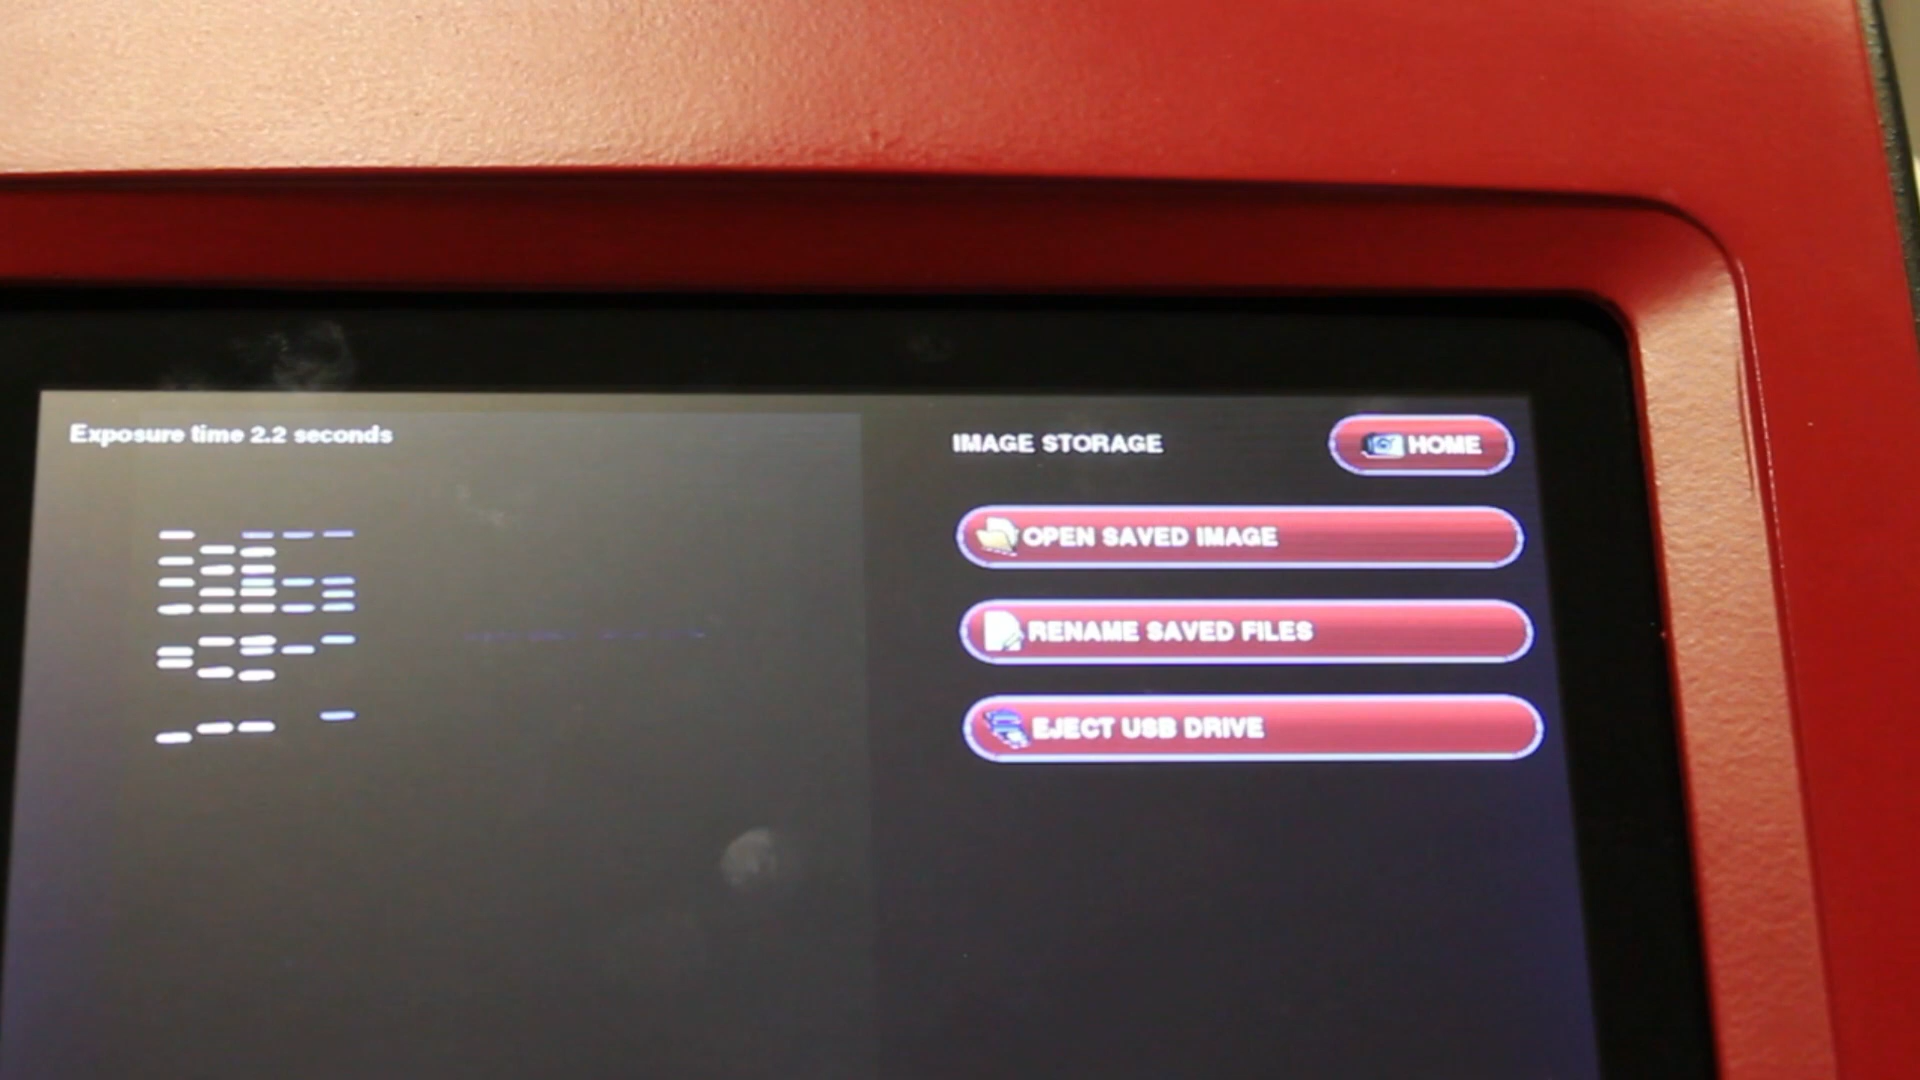 Exposure time 2.2 seconds
IMAGE STORAGE
HOME
OPEN SAVED IMAGE
RENAME SAVED FILES
EJECT USB DRIVE